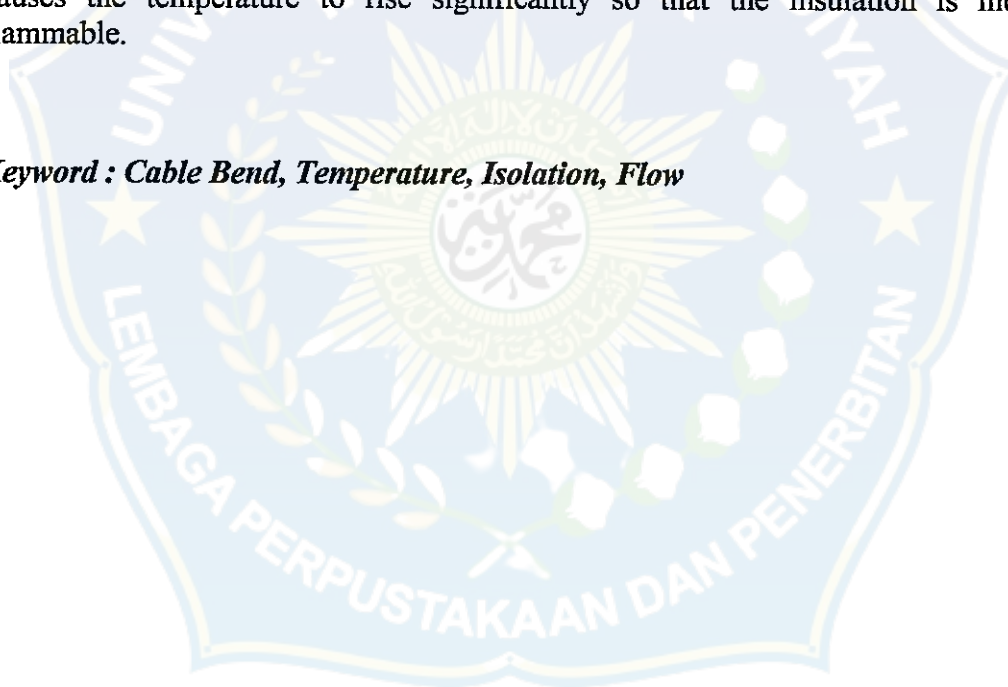 auses the temperature to rise significantly so that the insulation is
ammable.
eyword : Cable Bend, Temperature, Isolation, Flow
LEMBAGA PERPUSTAKAAN DAN PENERBITAN